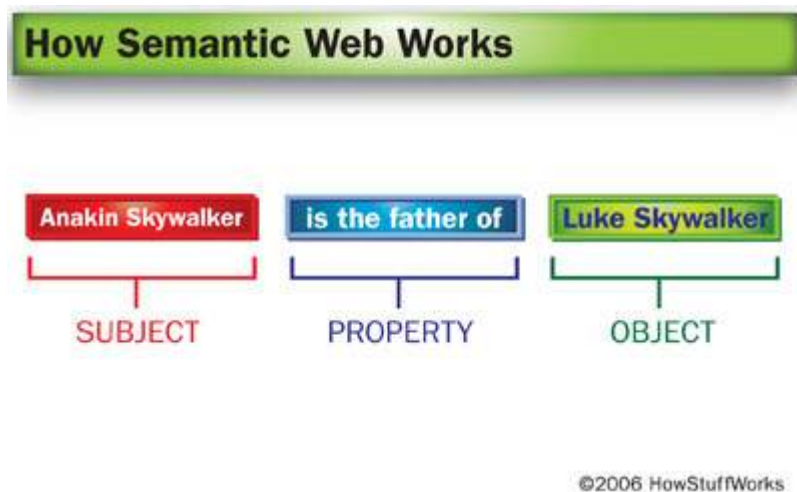 How Semantic Web Works
Anakin Skywalker is the father of Luke Skywalker
SUBJECT PROPERTY OBJECT
©2006 HowStuffWorks